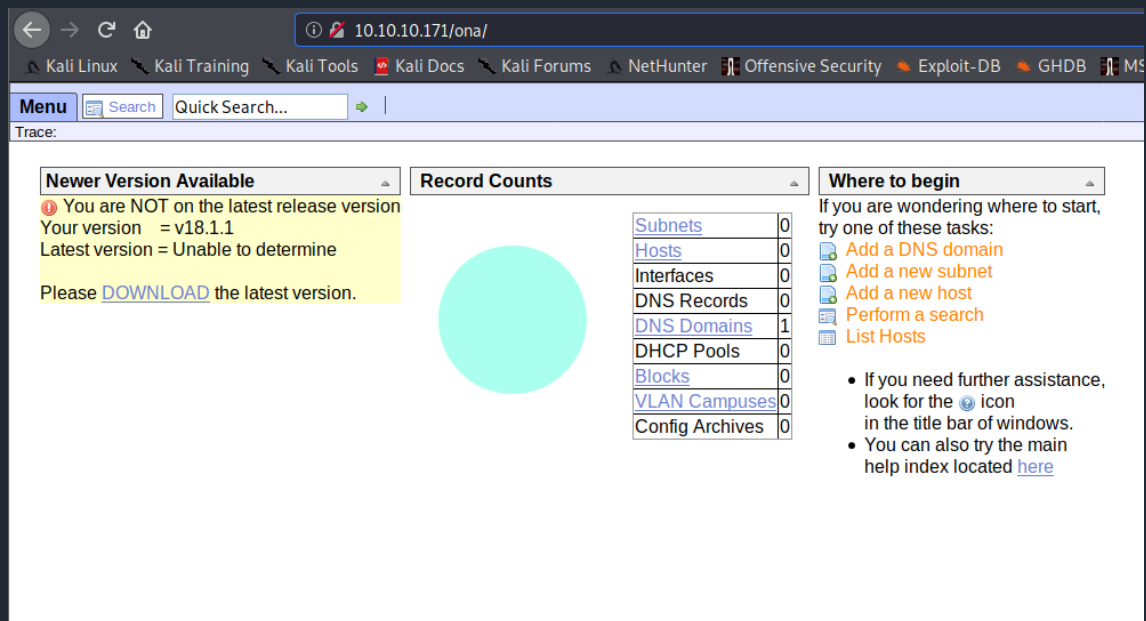 10.10.10.171/ona/
Kali Linux Kali Training Kali Tools Kali Docs Kali Forums NetHunter Offensive Security Exploit-DB GHDB MS
Menu Search Quick Search...
Trace:
Newer Version Available
You are NOT on the latest release version
Your version = v18.1.1
Latest version = Unable to determine
Please DOWNLOAD the latest version.
Record Counts
Subnets 0
Hosts 0
Interfaces 0
DNS Records 0
DNS Domains 1
DHCP Pools 0
Blocks 0
VLAN Campuses 0
Config Archives 0
Where to begin
If you are wondering where to start,
try one of these tasks:
Add a DNS domain
Add a new subnet
Add a new host
Perform a search
List Hosts
• If you need further assistance,
look for the icon
in the title bar of windows.
• You can also try the main
help index located here